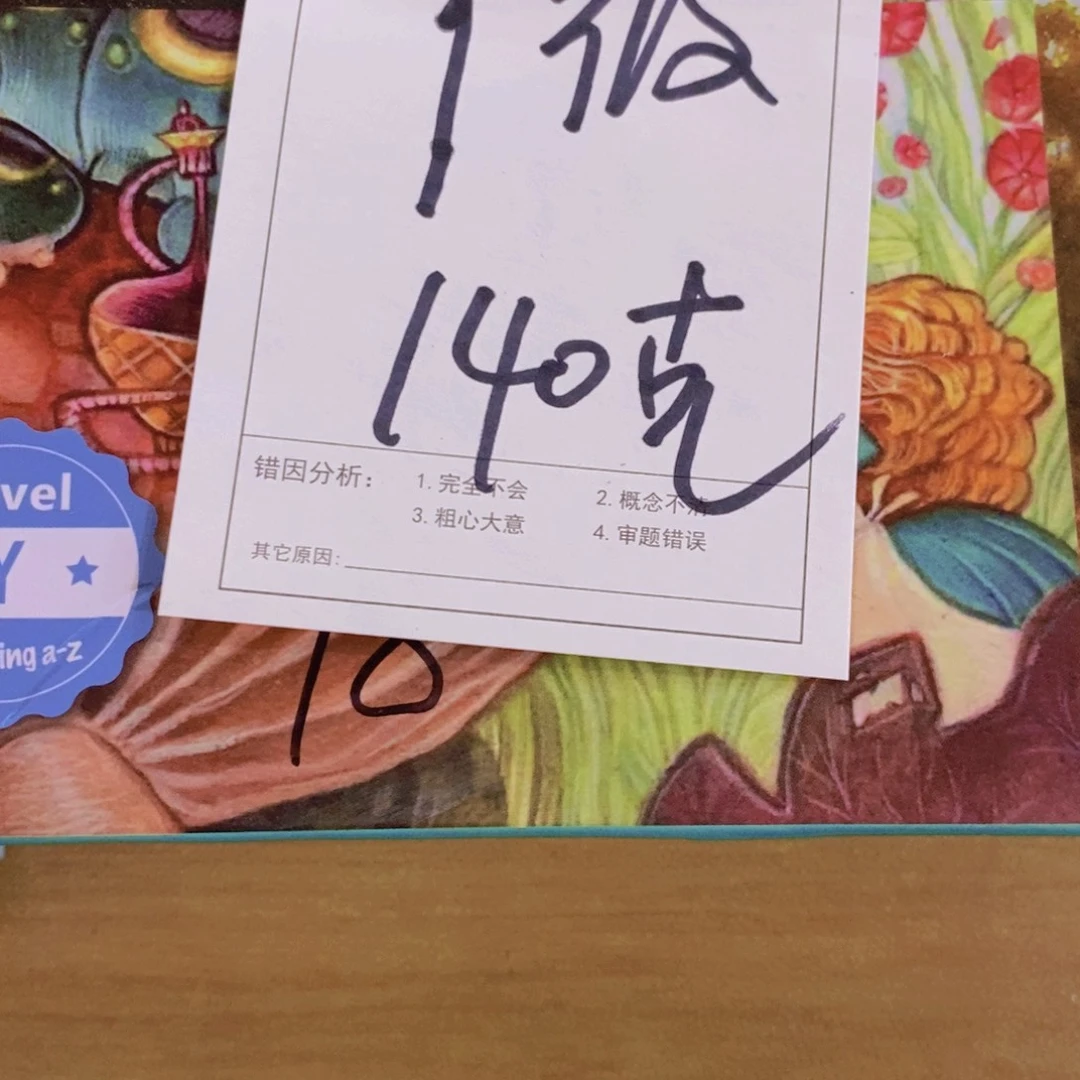 140克
错因分析： 1.完全不会 2.概念不清
3.粗心大意 4.审题错误
其它原因:
vel
Y
ing a-z
10